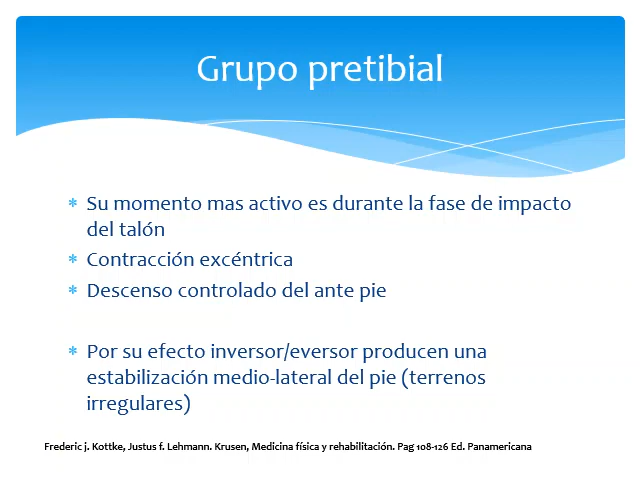 Grupo pretibial
* Su momento mas activo es durante la fase de impacto
del talón
* Contracción excéntrica
* Descenso controlado del ante pie
* Por su efecto inversor/eversor producen una
estabilización medio-lateral del pie (terrenos
irregulares)
Frederic j. Kottke, Justus f. Lehmann. Krusen, Medicina física y rehabilitación. Pag 108-126 Ed. Panamericana